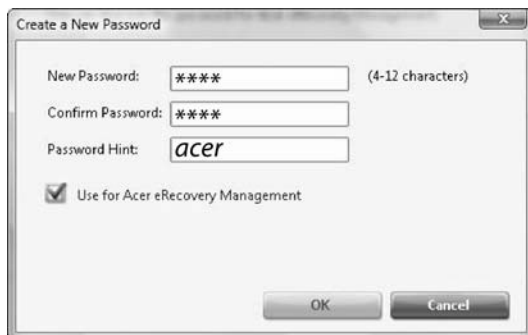 Create a New Password
x
New Password: **** (4-12 characters)
Confirm Password: ****
Password Hint: acer
Use for Acer eRecovery Management
OK Cancel